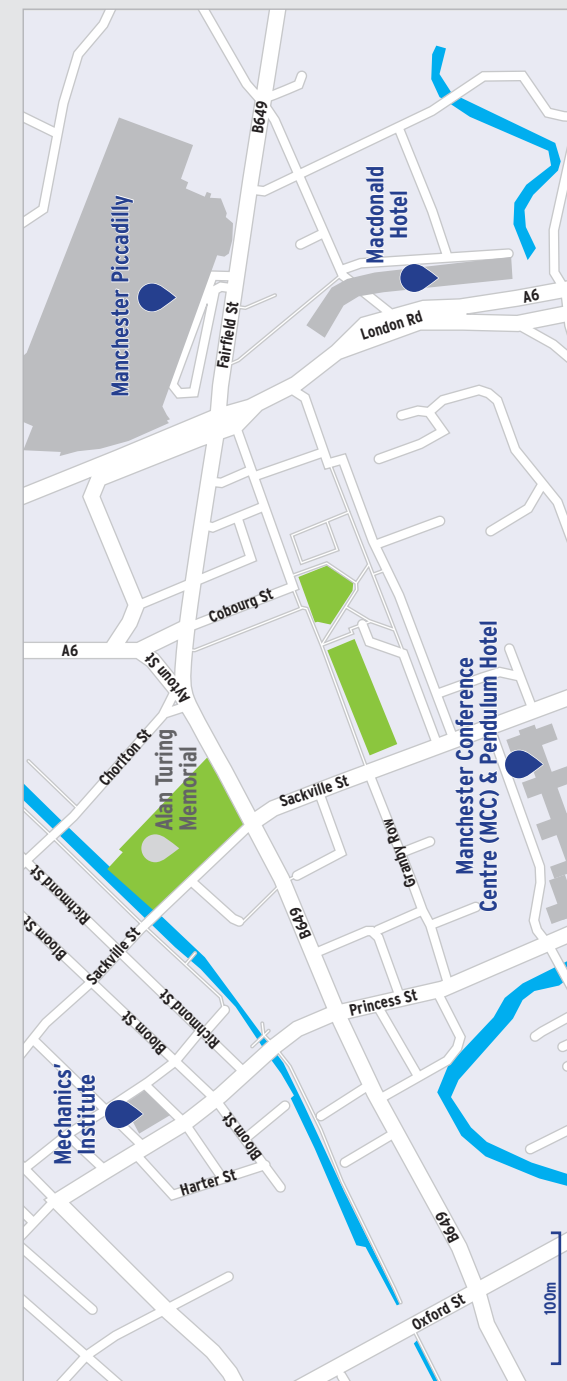 B649
Manchester Piccadilly
Macdonald
Hotel
Fairfield St
London Rd
A6
A6
Cobourg St
Aytoun St
Chorlton St
Alan Turing
Memorial
Sackville St
Manchester Conference
Centre (MCC) & Pendulum Hotel
Granby Row
Richmond St
Bloom St
Sackville St
B649
Princess St
Richmond St
Bloom St
Mechanics'
Institute
Bloom St
Harter St
B649
Oxford St
100m